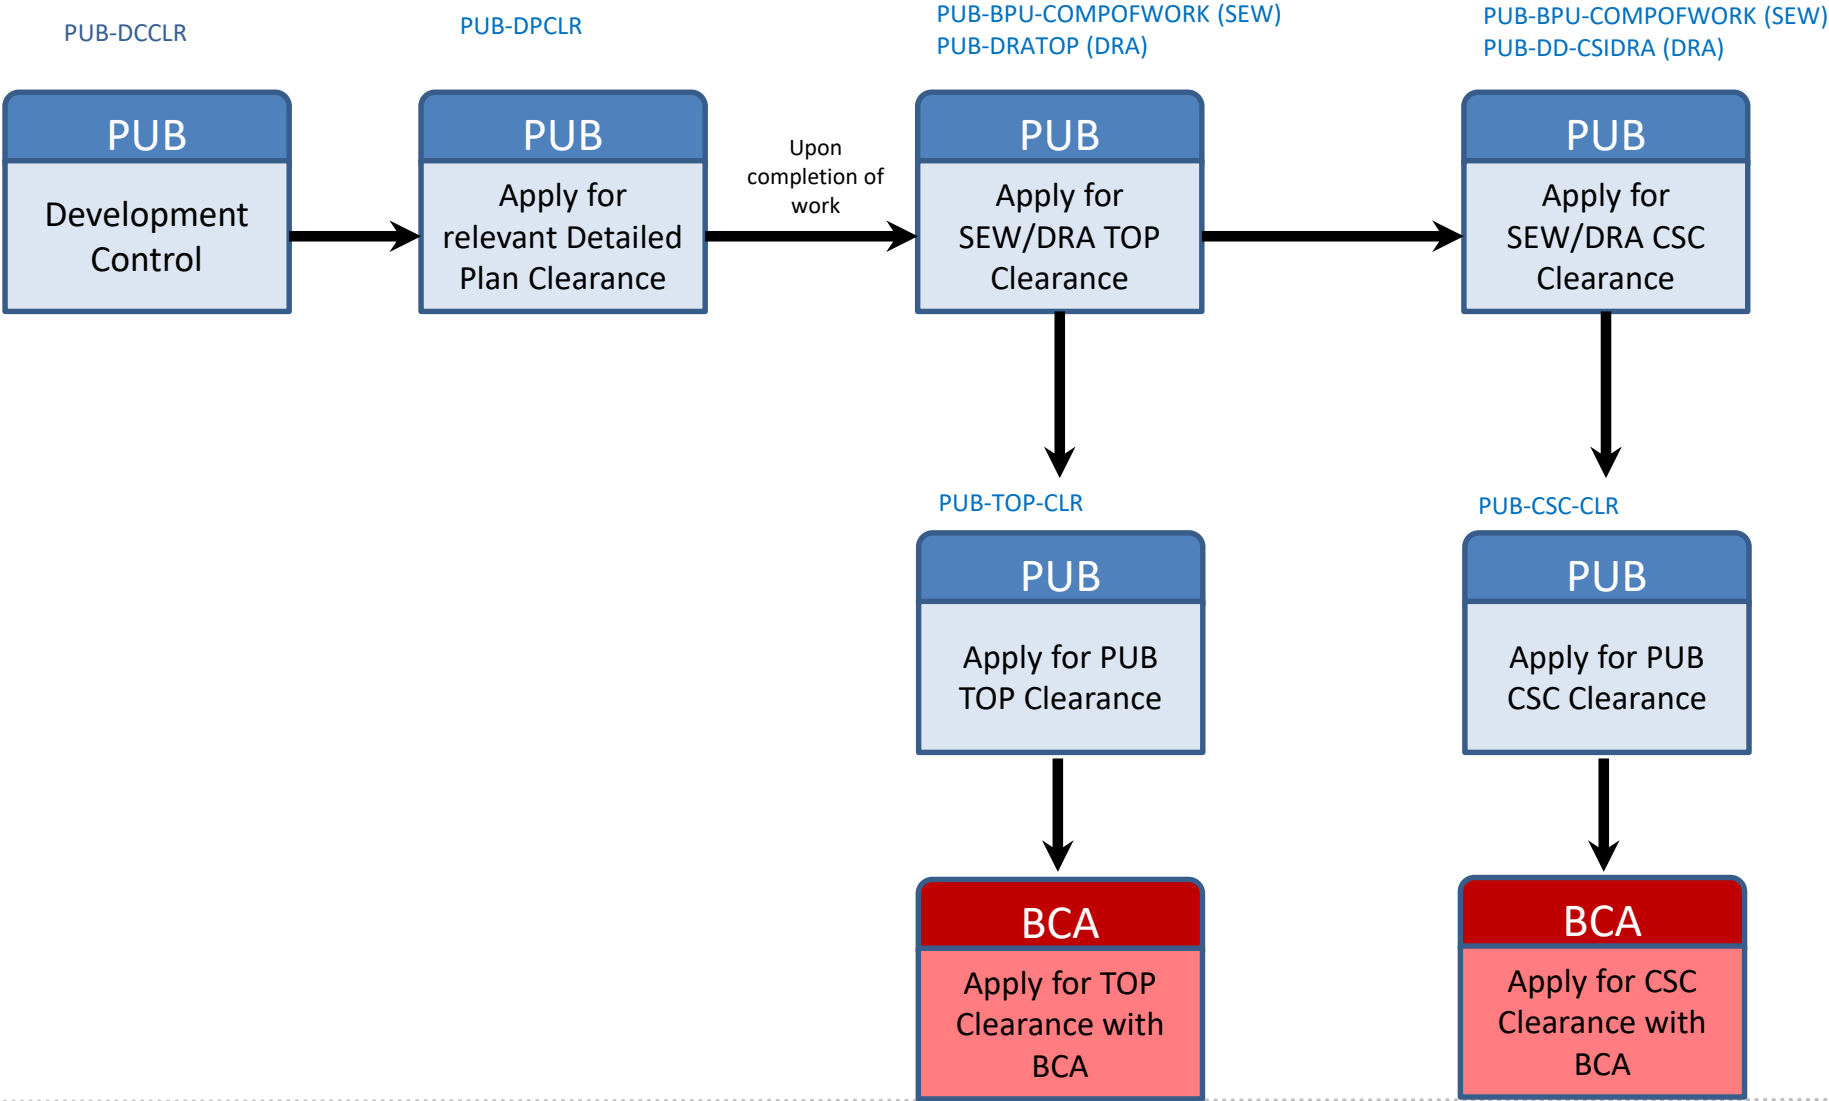 PUB-DCCLR
PUB-DPCLR
PUB-BPU-COMPOFWORK (SEW)
PUB-DRATOP (DRA)
PUB-BPU-COMPOFWORK (SEW)
PUB-DD-CSIDRA (DRA)
PUB
Development
Control
PUB
Apply for
relevant Detailed
Plan Clearance
Upon
completion of
work
PUB
Apply for
SEW/DRA TOP
Clearance
PUB
Apply for
SEW/DRA CSC
Clearance
PUB-TOP-CLR
PUB
Apply for PUB
TOP Clearance
PUB-CSC-CLR
PUB
Apply for PUB
CSC Clearance
BCA
Apply for TOP
Clearance with
BCA
BCA
Apply for CSC
Clearance with
BCA